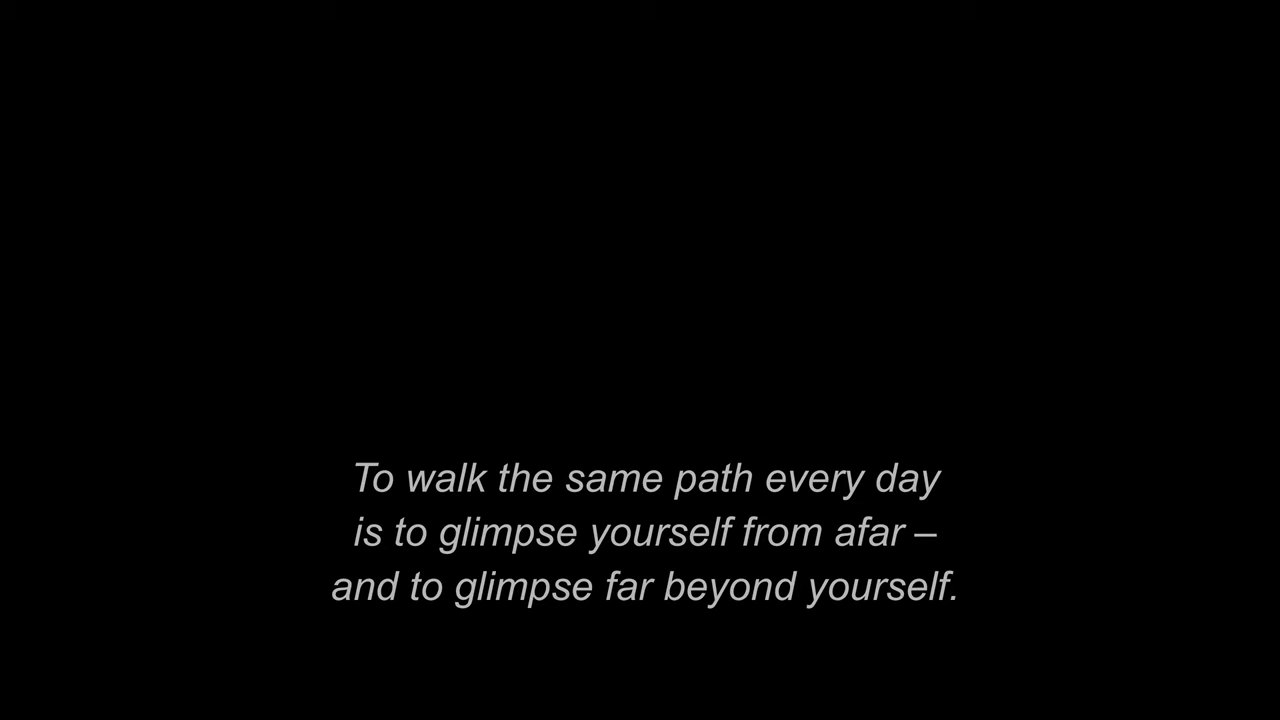 To walk the same path every day
is to glimpse yourself from afar –
and to glimpse far beyond yourself.